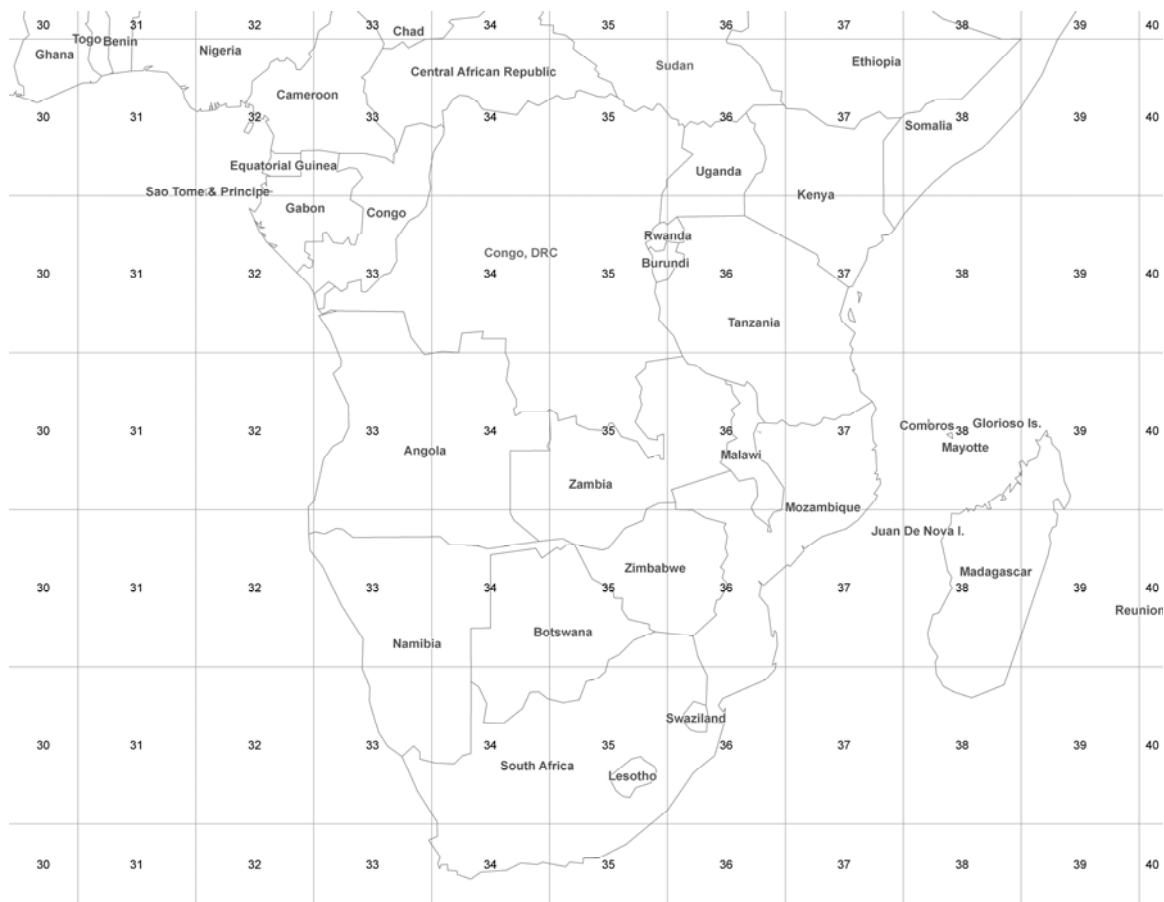 30 31 32 33 34 35 36 37 38 39 40
Chad
Togo Benin
Ghana Nigeria
Ethiopia
Sudan
Central African Republic
Cameroon
30 31 32 33 34 35 36 37 38 39 40
Somalia
Equatorial Guinea
Uganda
Sao Tome & Principe
Kenya
Gabon Congo
Rwanda
Congo, DRC
Burundi
30 31 32 33 34 35 36 37 38 39 40
Tanzania
Comoros Glorioso Is.
30 31 32 33 34 35 36 37 38 39 40
Mayotte
Angola Malawi
Zambia
Mozambique
Juan De Nova I.
Zimbabwe
Madagascar
30 31 32 33 34 35 36 37 38 39 40
Reunion
Botswana
Namibia
Swaziland
30 31 32 33 34 35 36 37 38 39 40
South Africa
Lesotho
30 31 32 33 34 35 36 37 38 39 40